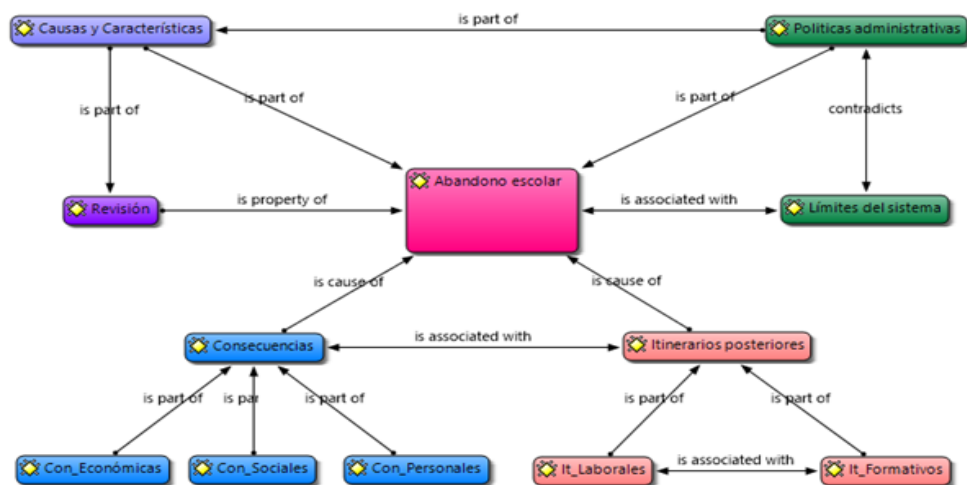 is part of
Causas y Características
Políticas administrativas
is part of
is part of
is part of
contradicts
Abandono escolar
Revisión
is property of
is associated with
Límites del sistema
is cause of
is cause of
Consecuencias
is associated with
Itinerarios posteriores
is part of
is par
is part of
is part of
is part of
Con_Económicas
Con_Sociales
Con_Personales
It_Laborales
is associated with
It_Formativos